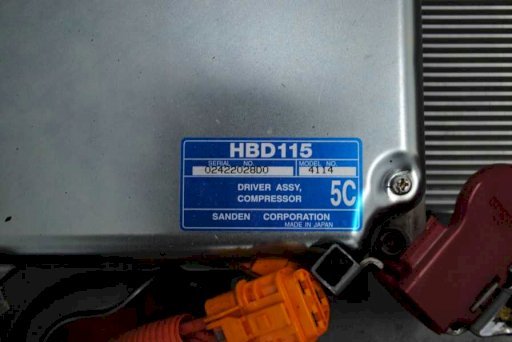 HBD115
SERIAL NO. MODEL NO.
02422028D0 4114
DRIVER ASSY,
COMPRESSOR 5C
SANDEN CORPORATION
MADE IN JAPAN